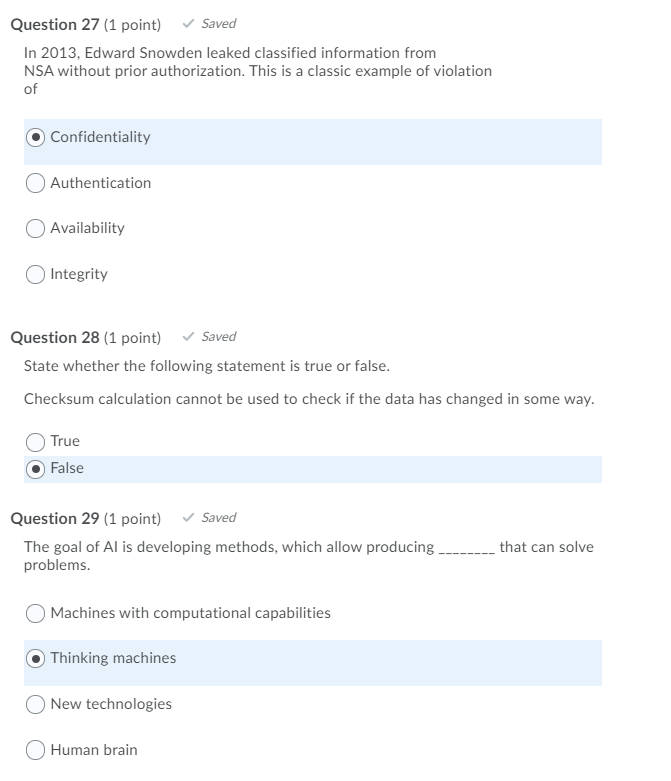 Question 27 (1 point) ✓ Saved
In 2013, Edward Snowden leaked classified information from
NSA without prior authorization. This is a classic example of violation
of
Confidentiality
Authentication
Availability
Integrity
Question 28 (1 point) ✓ Saved
State whether the following statement is true or false.
Checksum calculation cannot be used to check if the data has changed in some way.
True
False
Question 29 (1 point) ✓ Saved
The goal of AI is developing methods, which allow producing ________ that can solve
problems.
Machines with computational capabilities
Thinking machines
New technologies
Human brain